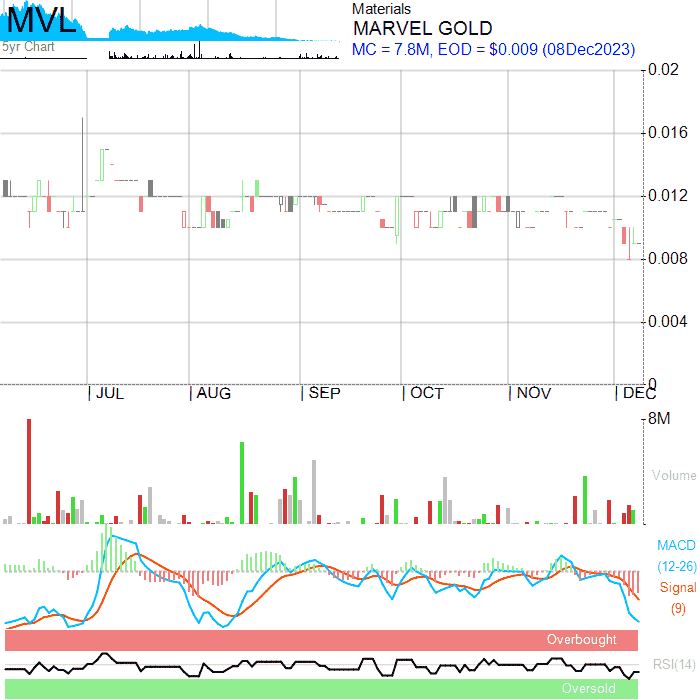 MVL
5yr Chart
Materials
MARVEL GOLD
MC = 7.8M, EOD = $0.009 (08Dec2023)
0.02
0.016
0.012
0.008
0.004
0
JUL AUG SEP OCT NOV DEC
8M
Volume
MACD
(12-26)
Signal
(9)
Overbought
RSI(14)
Oversold